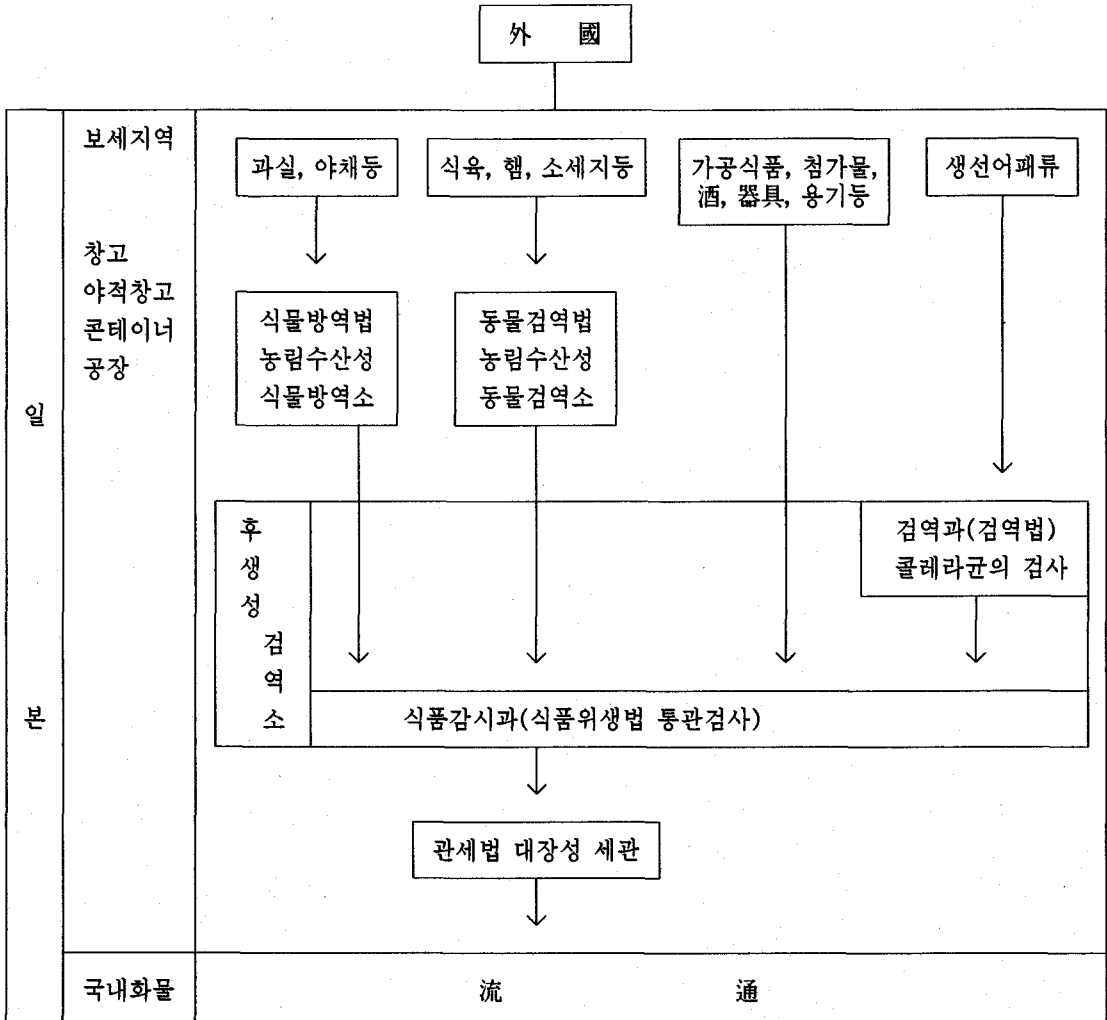 外 國
일
본
보세지역
창고
야적창고
콘테이너
공장
과실, 야채등
식육, 햄, 소세지등
가공식품, 첨가물,
酒, 器具, 용기등
생선어패류
식물방역법
농림수산성
식물방역소
동물검역법
농림수산성
동물검역소
후
생
성
검
역
소
검역과(검역법)
콜레라균의 검사
식품감시과(식품위생법 통관검사)
관세법 대장성 세관
국내화물
流 通